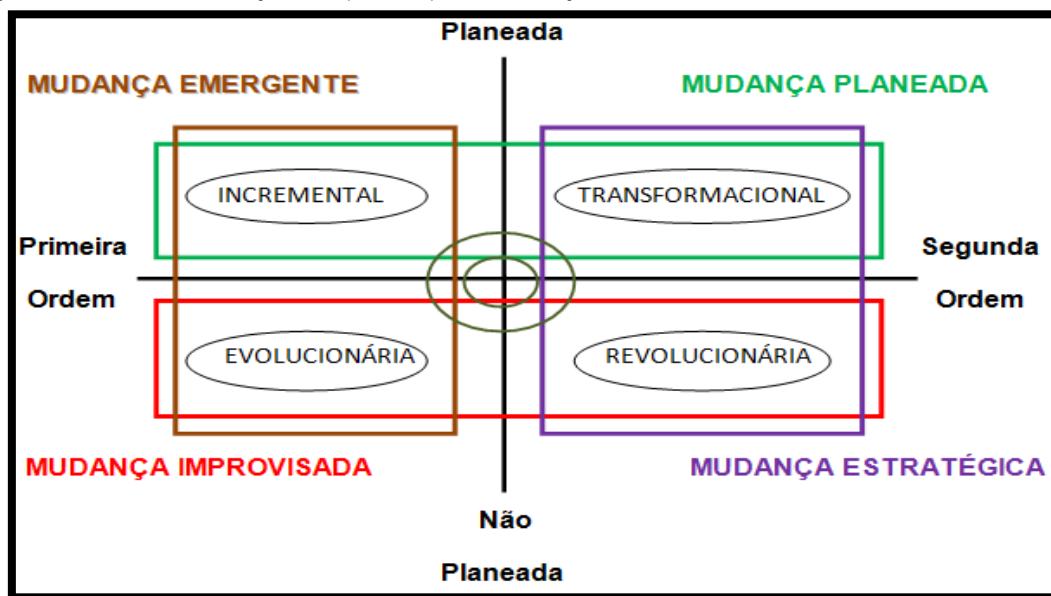 Planeada
MUDANÇA EMERGENTE
MUDANÇA PLANEADA
INCREMENTAL
TRANSFORMACIONAL
Primeira
Ordem
Segunda
Ordem
EVOLUCIONÁRIA
REVOLUCIONÁRIA
MUDANÇA IMPROVISADA
MUDANÇA ESTRATÉGICA
Não
Planeada